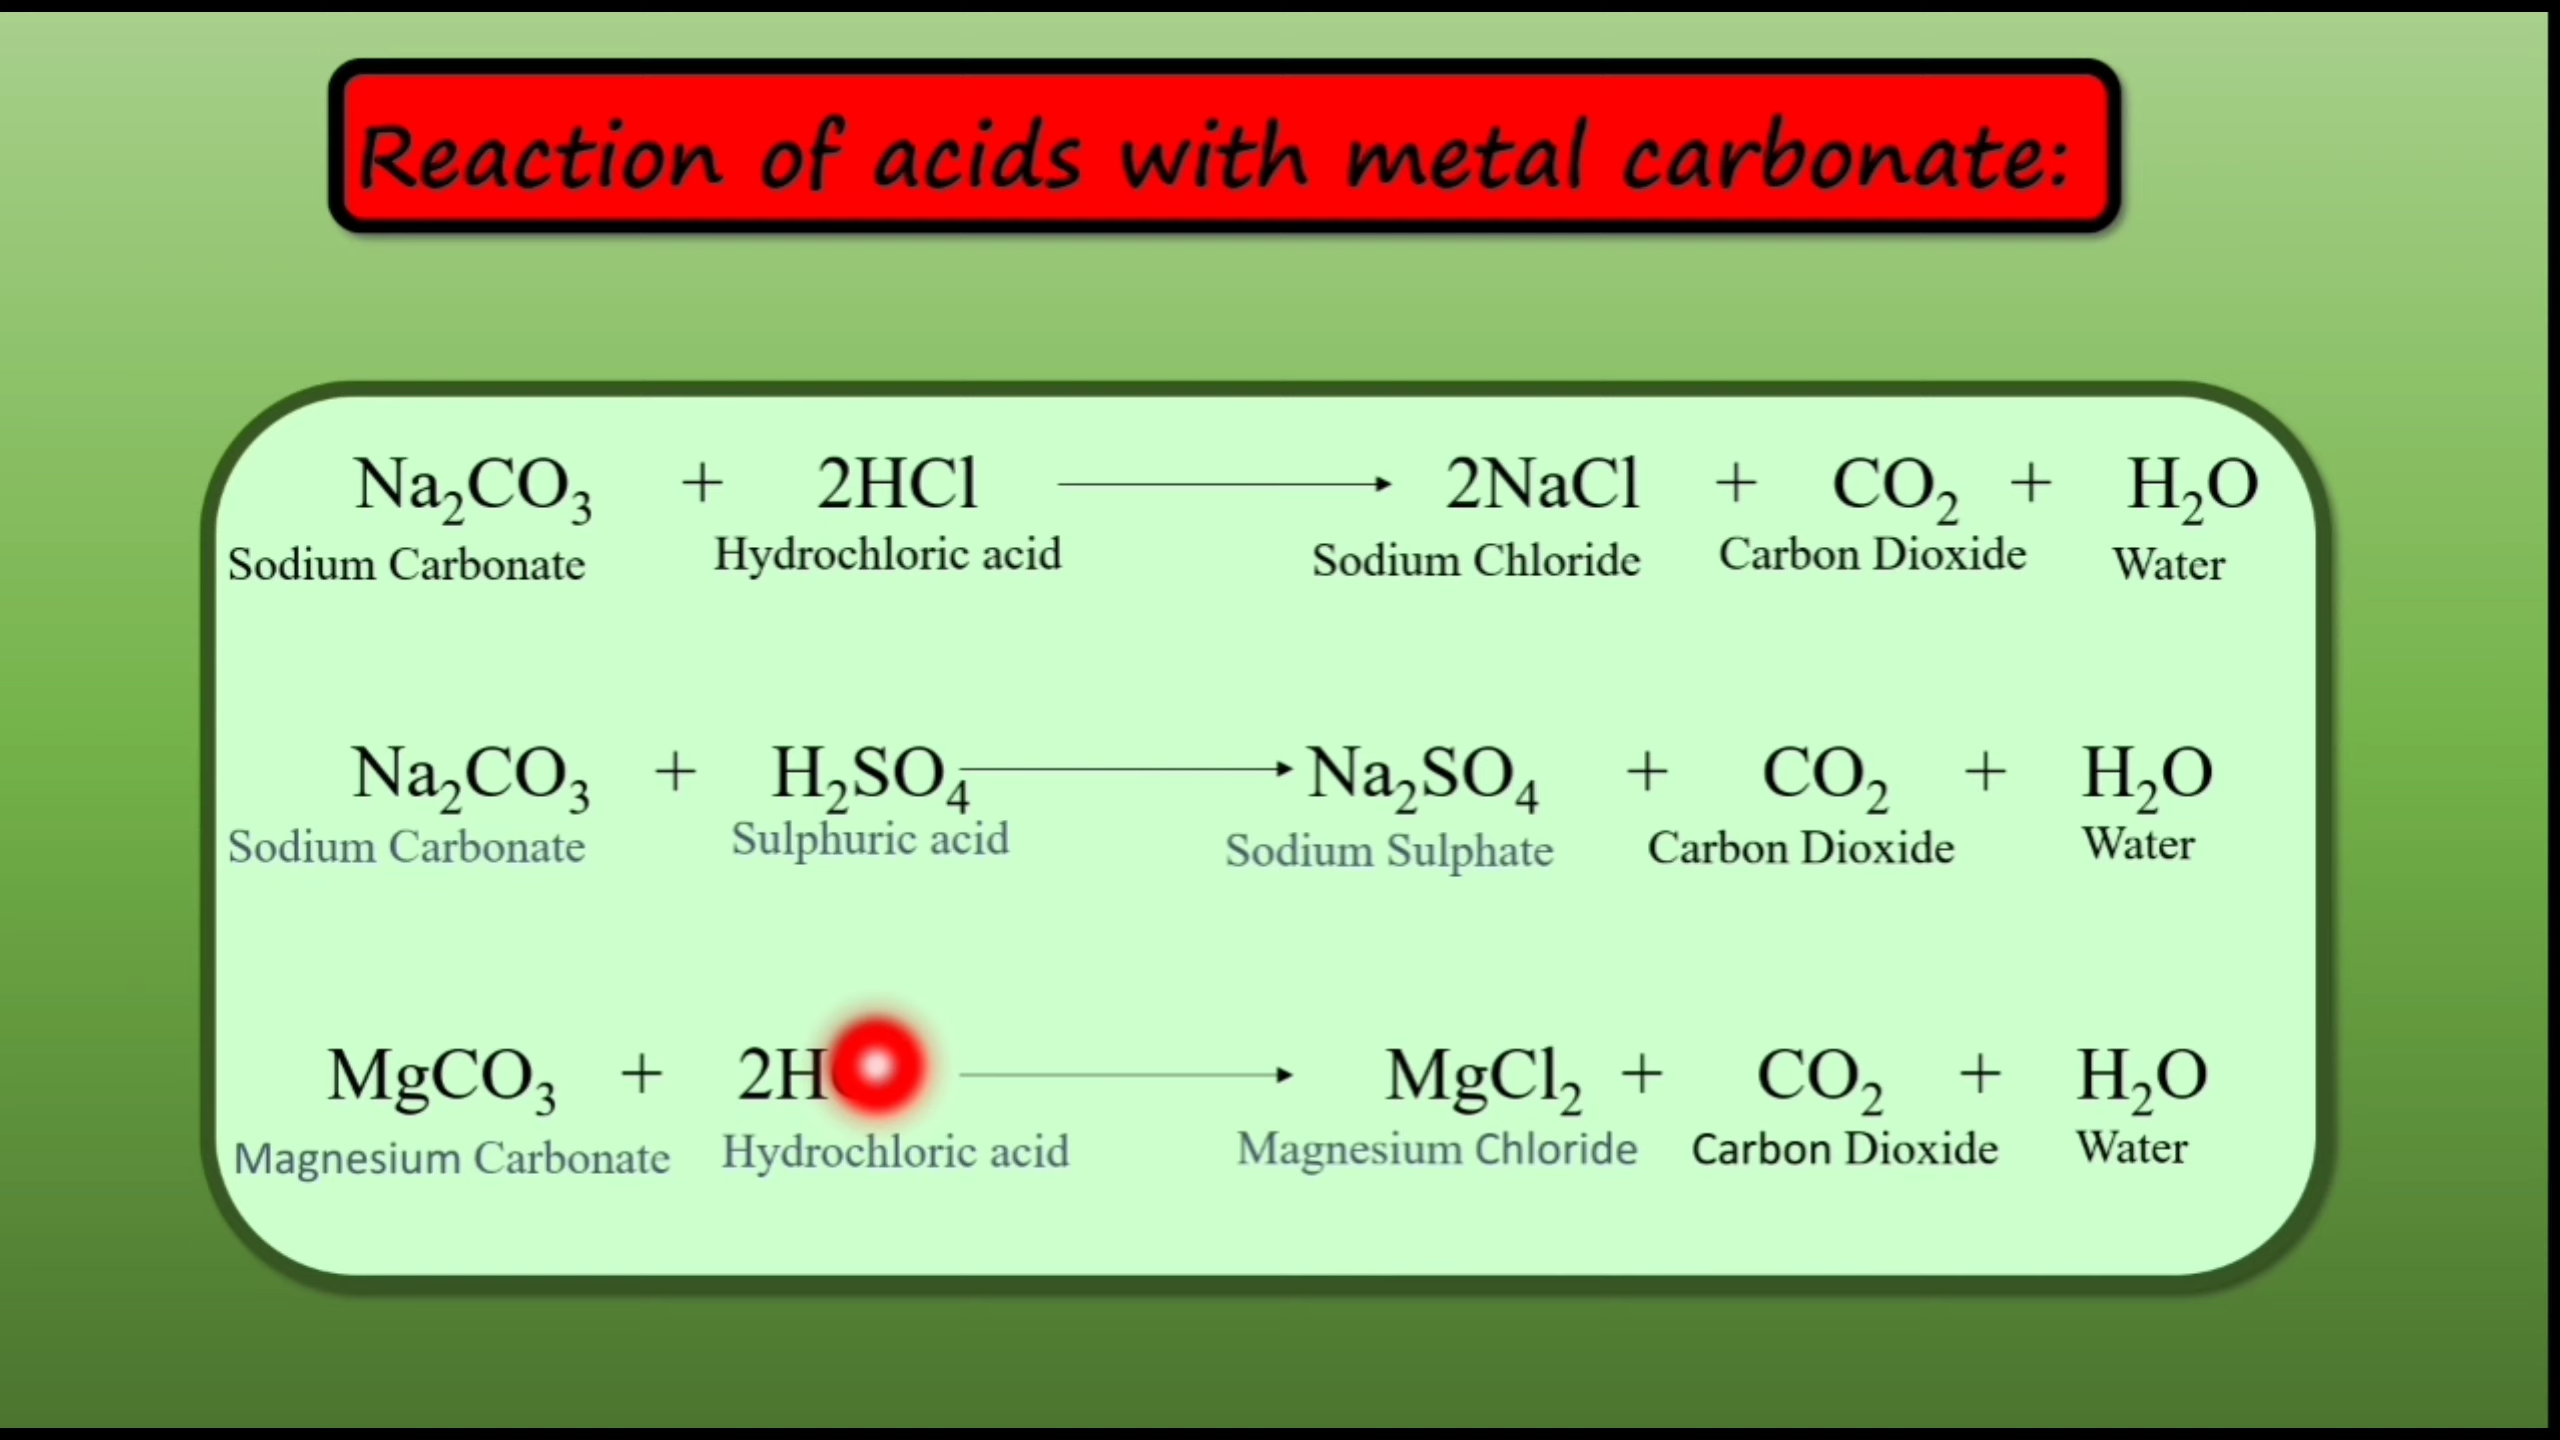 Reaction of acids with metal carbonate:
Na₂CO₃ + 2HCl → 2NaCl + CO₂ + H₂O
Sodium Carbonate Hydrochloric acid Sodium Chloride Carbon Dioxide Water
Na₂CO₃ + H₂SO₄ → Na₂SO₄ + CO₂ + H₂O
Sodium Carbonate Sulphuric acid Sodium Sulphate Carbon Dioxide Water
MgCO₃ + 2H → MgCl₂ + CO₂ + H₂O
Magnesium Carbonate Hydrochloric acid Magnesium Chloride Carbon Dioxide Water